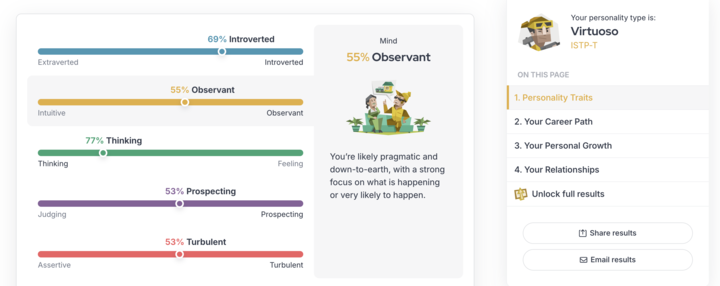 69% Introverted
Extraverted Introverted
55% Observant
Intuitive Observant
77% Thinking
Thinking Feeling
53% Prospecting
Judging Prospecting
53% Turbulent
Assertive Turbulent
Mind
55% Observant
You're likely pragmatic and
down-to-earth, with a strong
focus on what is happening
or very likely to happen.
Your personality type is:
Virtuoso
ISTP-T
ON THIS PAGE
1. Personality Traits
2. Your Career Path
3. Your Personal Growth
4. Your Relationships
Unlock full results
Share results
Email results